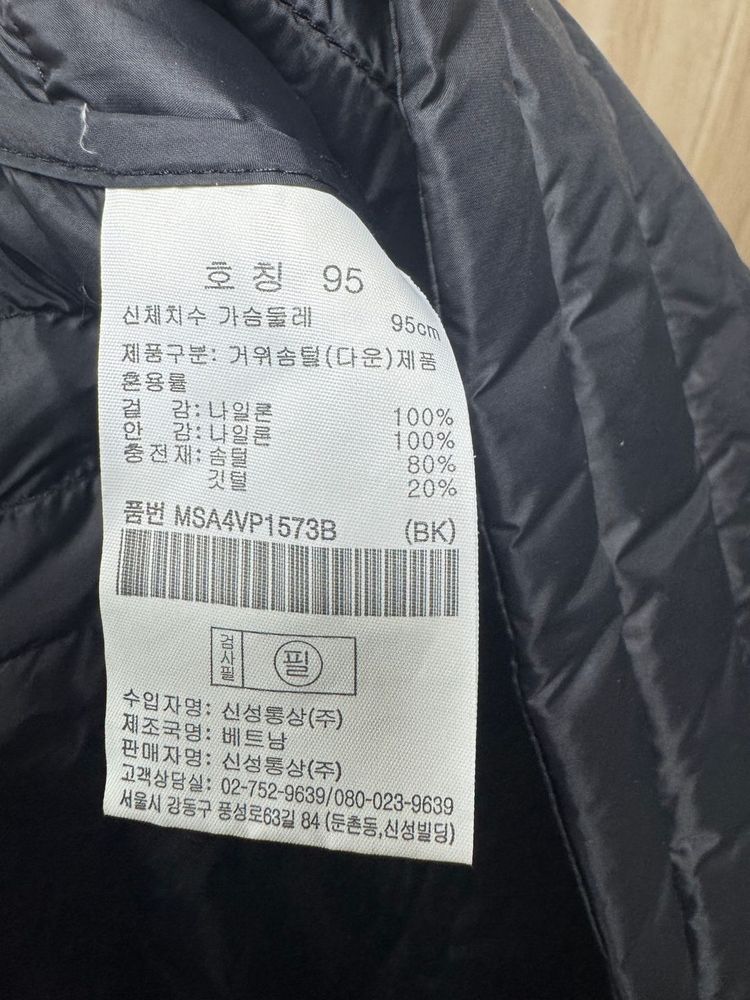 호 칭 95
신체치수 가슴둘레 95cm
제품구분: 거위솜털(다운)제품
혼용률
겉 감: 나일론 100%
안 감: 나일론 100%
충전재: 솜털 80%
깃털 20%
품번 MSA4VP1573B (BK)
검사필 필
수입자명: 신성통상(주)
제조국명: 베트남
판매자명: 신성통상(주)
고객상담실: 02-752-9639/080-023-9639
서울시 강동구 풍성로63길 84 (둔촌동,신성빌딩)